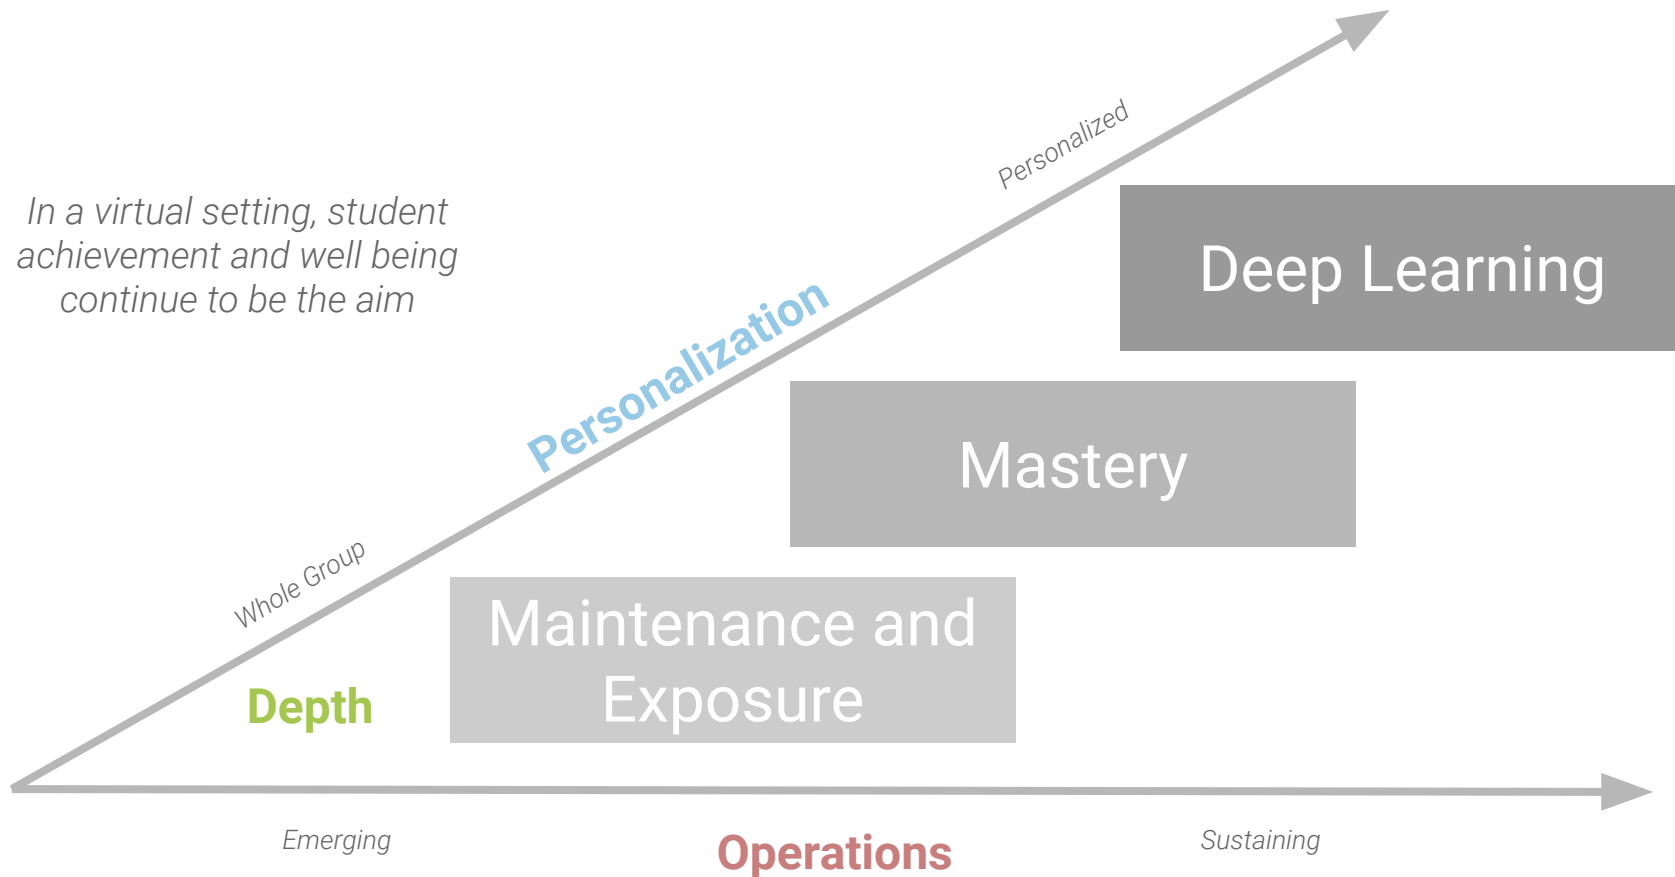 Personalized
In a virtual setting, student
achievement and well being
continue to be the aim
Deep Learning
Personalization
Mastery
Whole Group
Maintenance and
Exposure
Depth
Emerging
Operations
Sustaining